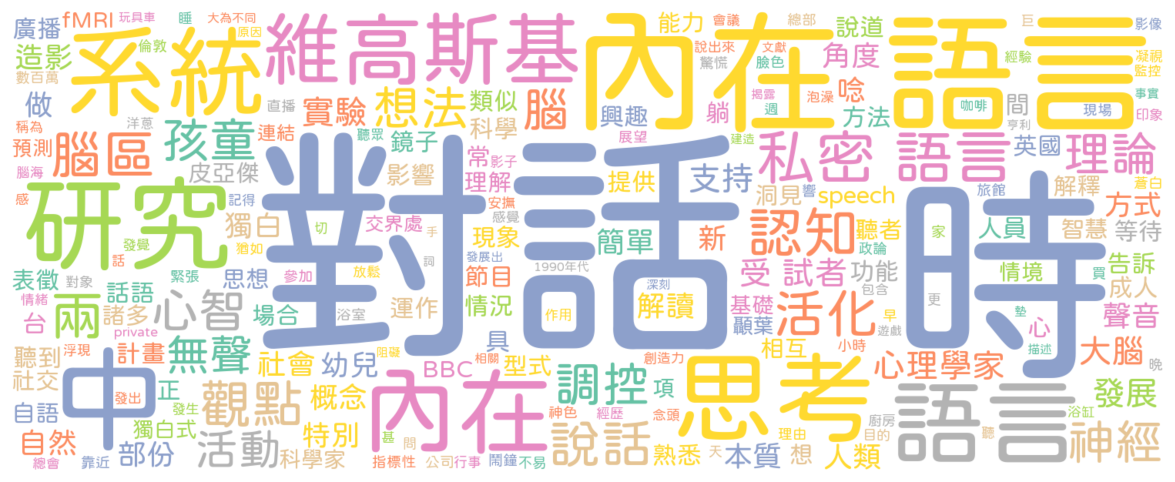 廣播 fMRI 玩具車 睡 大為不同 維高斯基 內在語言 能力 會議 總部 說道 巨 影像
造影 倫敦 原因 系統 說出來 文獻 角度 經驗 凝視
數百萬 驚慌 臉色 監控
做 直播 實驗 想法 類似 腦 興趣 躺 揭露 泡澡 唸 咖啡 現場 事實
稱為 洋蔥 科學 週 方法 間 亨利 印象
預測 腦區 孩童 連結 聽眾 鏡子 展望 建造 私密 語言 英國 理論
腦海 皮亞傑 影響 常 影子 理解 提供 支持 洞見 響 speech 旅館 解釋 蕭白
感 研究 記得 獨白 安撫 感覺 對話 時 方式
發覺 猶如 切 交界處 手 現象 簡單 新 認知 聽者 家 人員 智慧 等待
話 發展出 政論
表徵 對象 緊張 思想 參加 放鬆 詞 1990年代 節目 深刻 受 試者 功能 情境 買 告訴
情緒 兩 話語 心智 運作 情況 解讀 基礎 包含 更 成人
台 諸多 場合 浴室 作用 顳葉 活化 早 遊戲 墊 心 聲音
private
聽到 浮現 計畫 無聲 社會 幼兒 阻礙 具 相關 創造力 相互 小時 描述 大腦 晚
社交 中 正 BBC 型式 調控 項 思考 心理學家
自語 發出 發生 觀點 概念 內在 神色 經歷 念頭 廚房 語言 浴缸 發展
自然 獨白式 特別 甚 問 說話 理由 目的 聽 神經
總會 靠近 部份 活動 科學家 指標性 公司 行事 鬧鐘 不易 熟悉 天 本質 想 人類